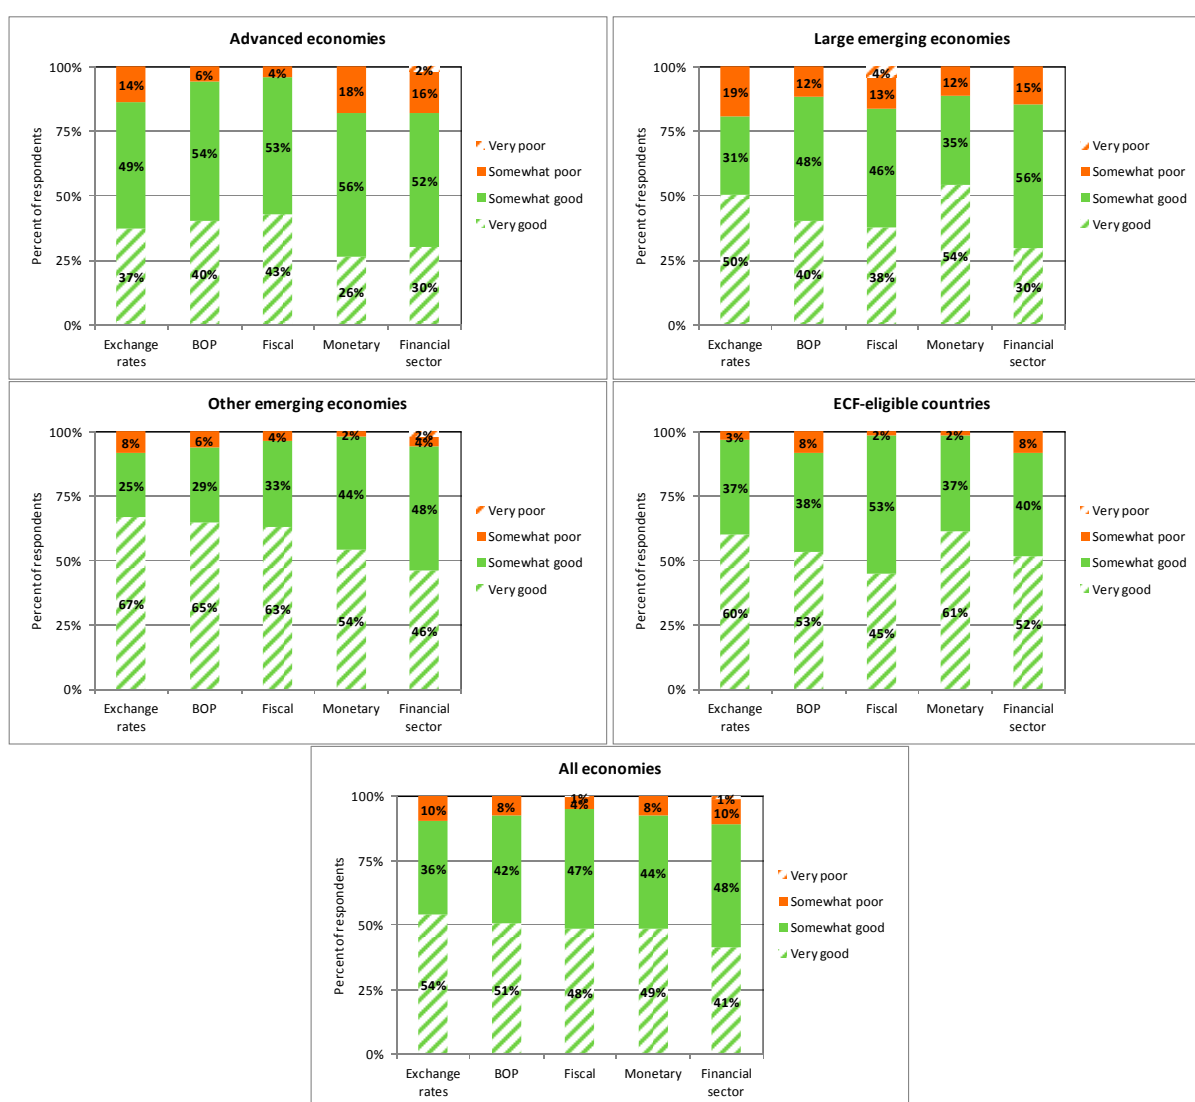 Advanced economies
100%
75%
50%
25%
0%
Percent of respondents
14%
6%
4%
18%
2%
16%
49%
54%
53%
56%
52%
37%
40%
43%
26%
30%
Exchange rates
BOP
Fiscal
Monetary
Financial sector
Very poor
Somewhat poor
Somewhat good
Very good
Large emerging economies
100%
75%
50%
25%
0%
Percent of respondents
19%
12%
4%
13%
12%
15%
31%
48%
46%
35%
56%
50%
40%
38%
54%
30%
Exchange rates
BOP
Fiscal
Monetary
Financial sector
Very poor
Somewhat poor
Somewhat good
Very good
Other emerging economies
100%
75%
50%
25%
0%
Percent of respondents
8%
6%
4%
2%
2%
4%
25%
29%
33%
44%
48%
67%
65%
63%
54%
46%
Exchange rates
BOP
Fiscal
Monetary
Financial sector
Very poor
Somewhat poor
Somewhat good
Very good
ECF-eligible countries
100%
75%
50%
25%
0%
Percent of respondents
3%
8%
2%
2%
8%
37%
38%
53%
37%
40%
60%
53%
45%
61%
52%
Exchange rates
BOP
Fiscal
Monetary
Financial sector
Very poor
Somewhat poor
Somewhat good
Very good
All economies
100%
75%
50%
25%
0%
Percent of respondents
10%
8%
1%
4%
8%
1%
10%
36%
42%
47%
44%
48%
54%
51%
48%
49%
41%
Exchange rates
BOP
Fiscal
Monetary
Financial sector
Very poor
Somewhat poor
Somewhat good
Very good